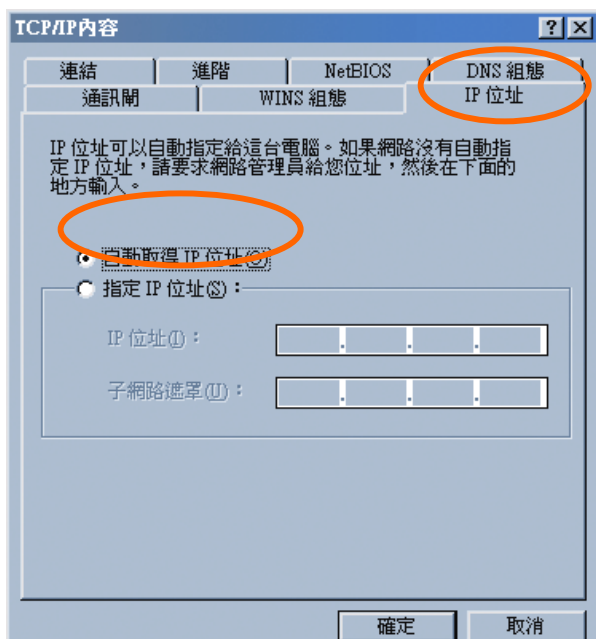 TCP/IP內容
連結 進階 NetBIOS DNS 組態
通訊閘 WINS 組態 IP 位址
IP 位址可以自動指定給這台電腦。如果網路沒有自動指
定 IP 位址，請要求網路管理員給您位址，然後在下面的
地方輸入。
自動取得 IP 位址(O)
指定 IP 位址(S)：
IP 位址(I)：
子網路遮罩(U)：
確定 取消